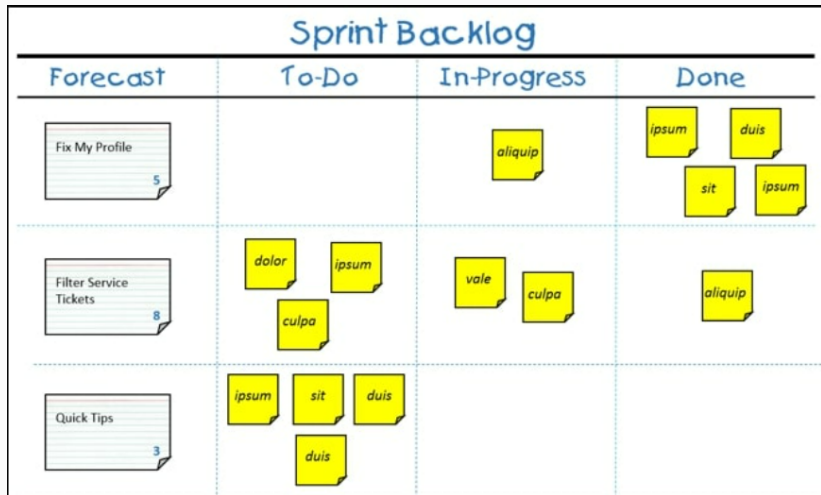 Sprint Backlog
Forecast To-Do In-Progress Done
Fix My Profile
5
aliquip
ipsum duis
sit ipsum
Filter Service
Tickets
8
dolor ipsum
culpa
vale culpa
aliquip
Quick Tips
3
ipsum sit duis
duis